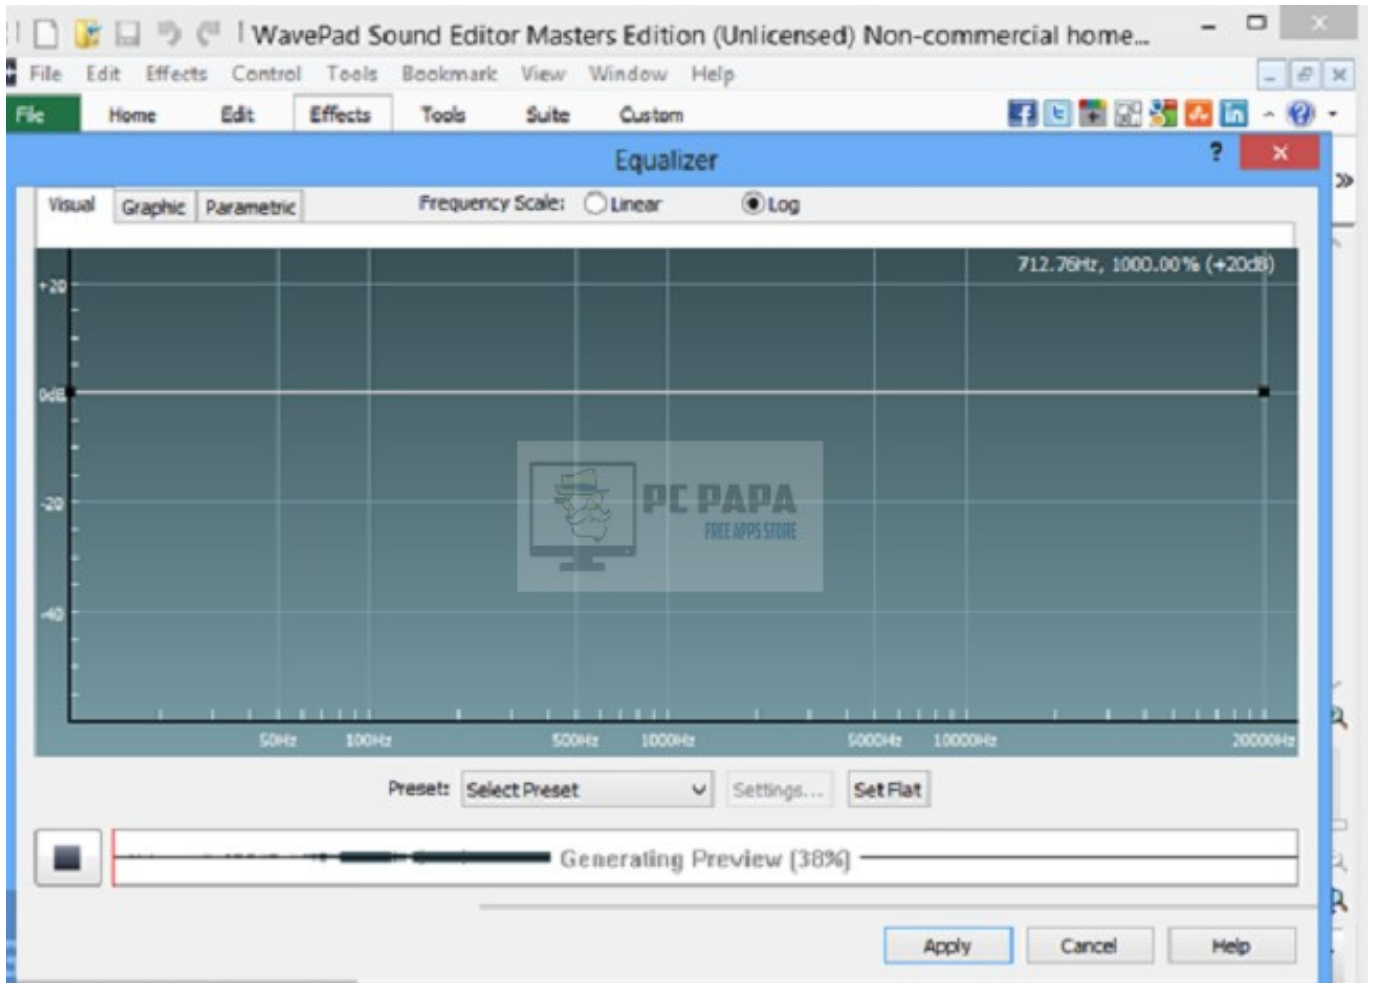 WavePad Sound Editor Masters Edition (Unlicensed) Non-commercial home...
File Edit Effects Control Tools Bookmark View Window Help
File Home Edit Effects Tools Suite Custom
Equalizer
Visual Graphic Parametric Frequency Scale: Linear Log
712.76Hz, 1000.00% (+20dB)
+20
0dB
-20
PC PAPA
FREE APPS STORE
-40
50Hz 100Hz 500Hz 1000Hz 5000Hz 10000Hz 20000Hz
Preset: Select Preset Settings... Set Flat
Generating Preview (38%)
Apply Cancel Help